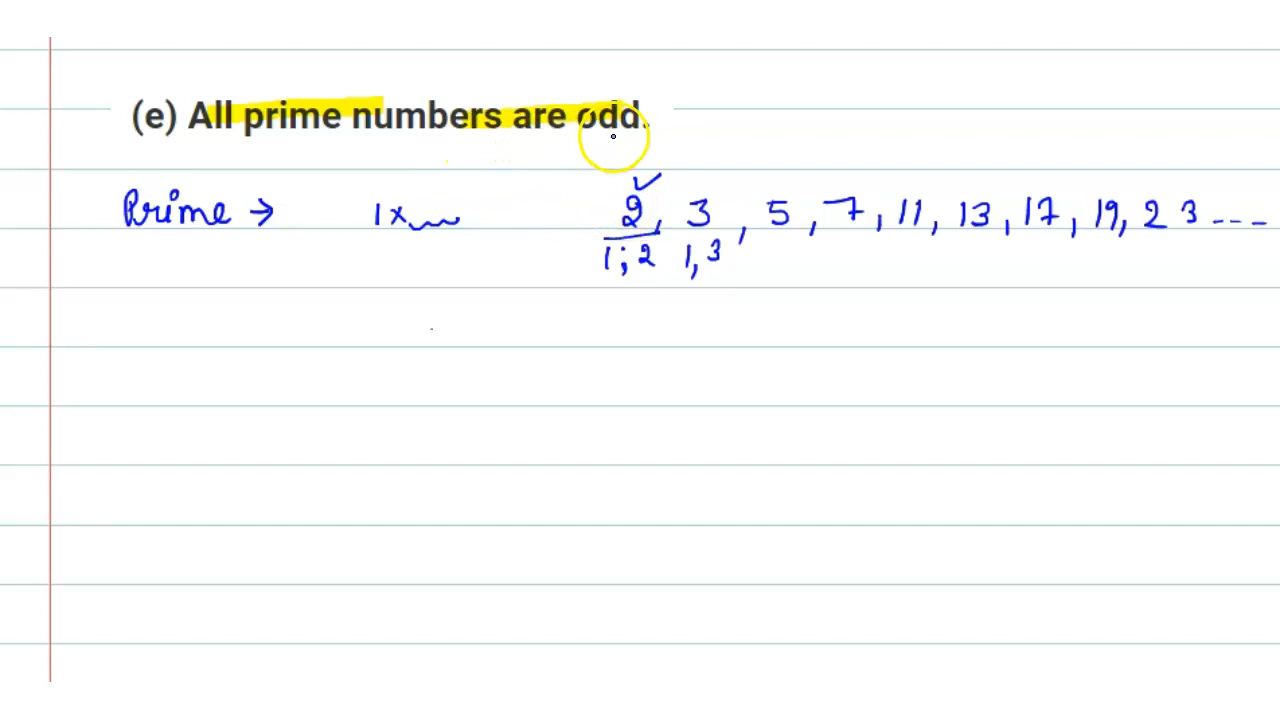 (e) All prime numbers are odd.
Prime → 1x 2, 3, 5, 7, 11, 13, 17, 19, 23 ---
1, 2 1, 3